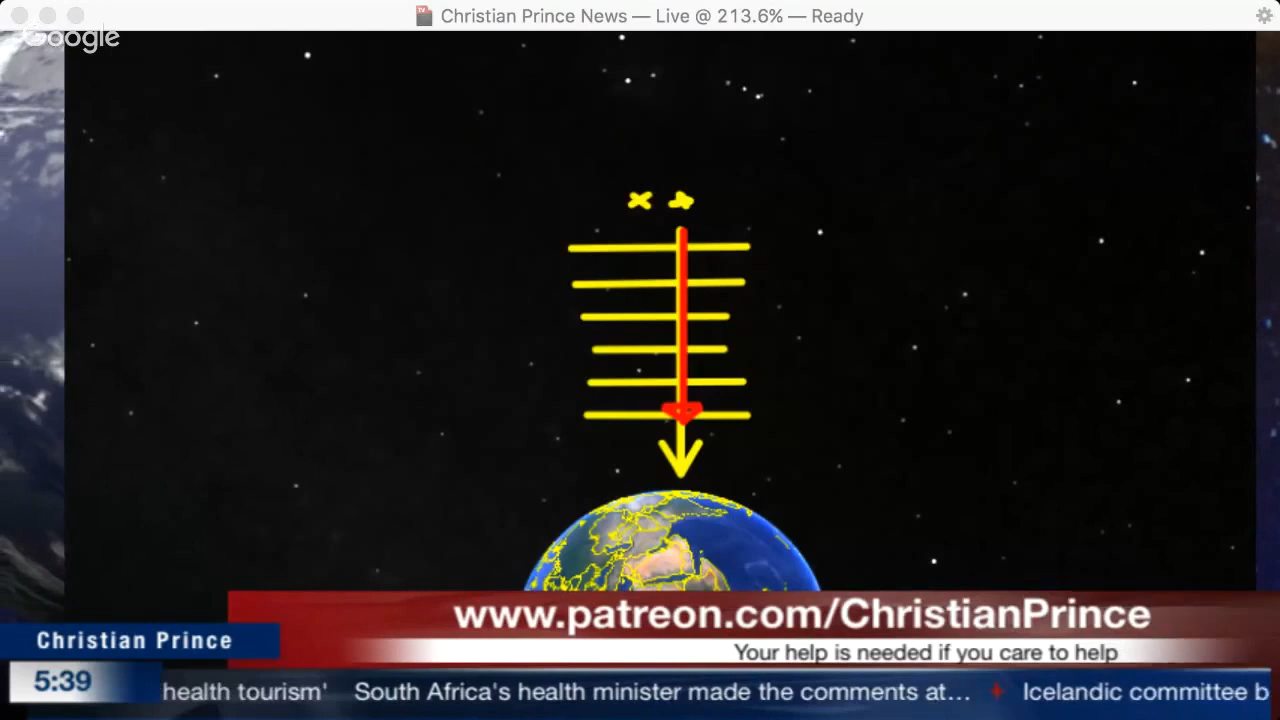 Christian Prince News — Live @ 213.6% — Ready
Google
www.patreon.com/ChristianPrince
Your help is needed if you care to help
Christian Prince
5:39
health tourism' South Africa's health minister made the comments at... Icelandic committee b